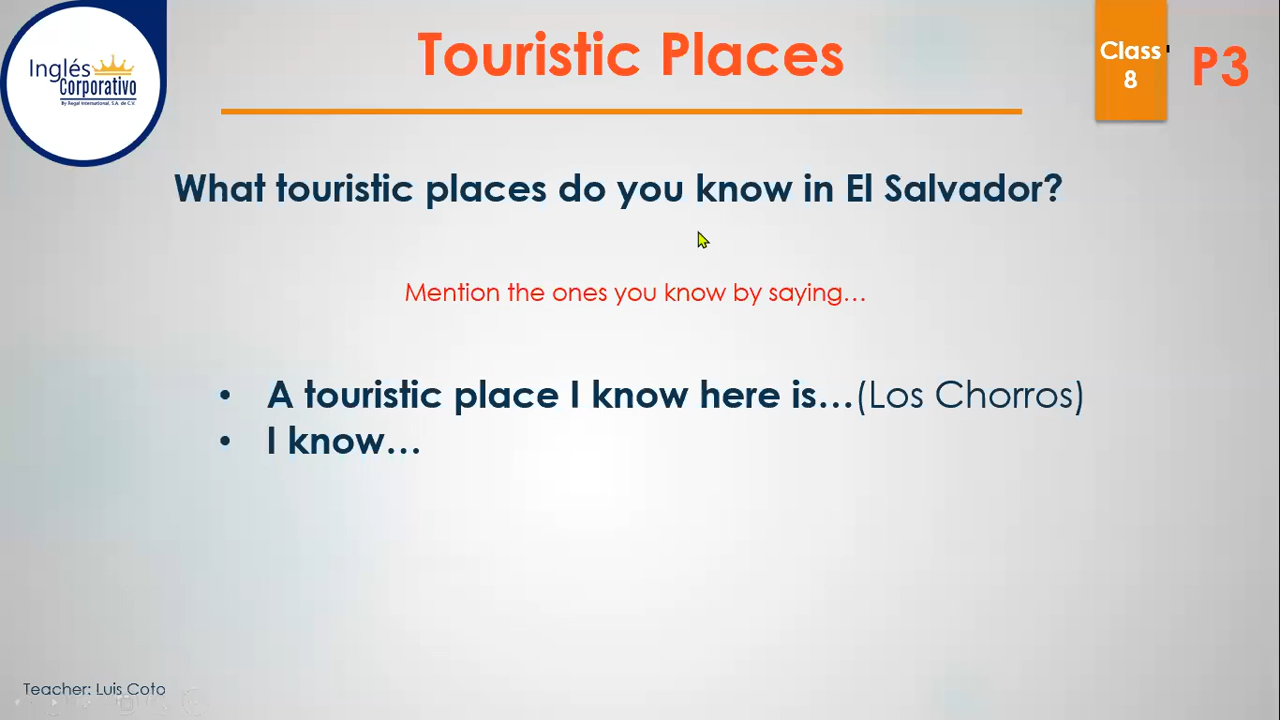 Inglés
Corporativo
By Regal International, S.A. de C.V.
Touristic Places
Class
8
P3
What touristic places do you know in El Salvador?
Mention the ones you know by saying…
• A touristic place I know here is…(Los Chorros)
• I know…
Teacher: Luis Coto